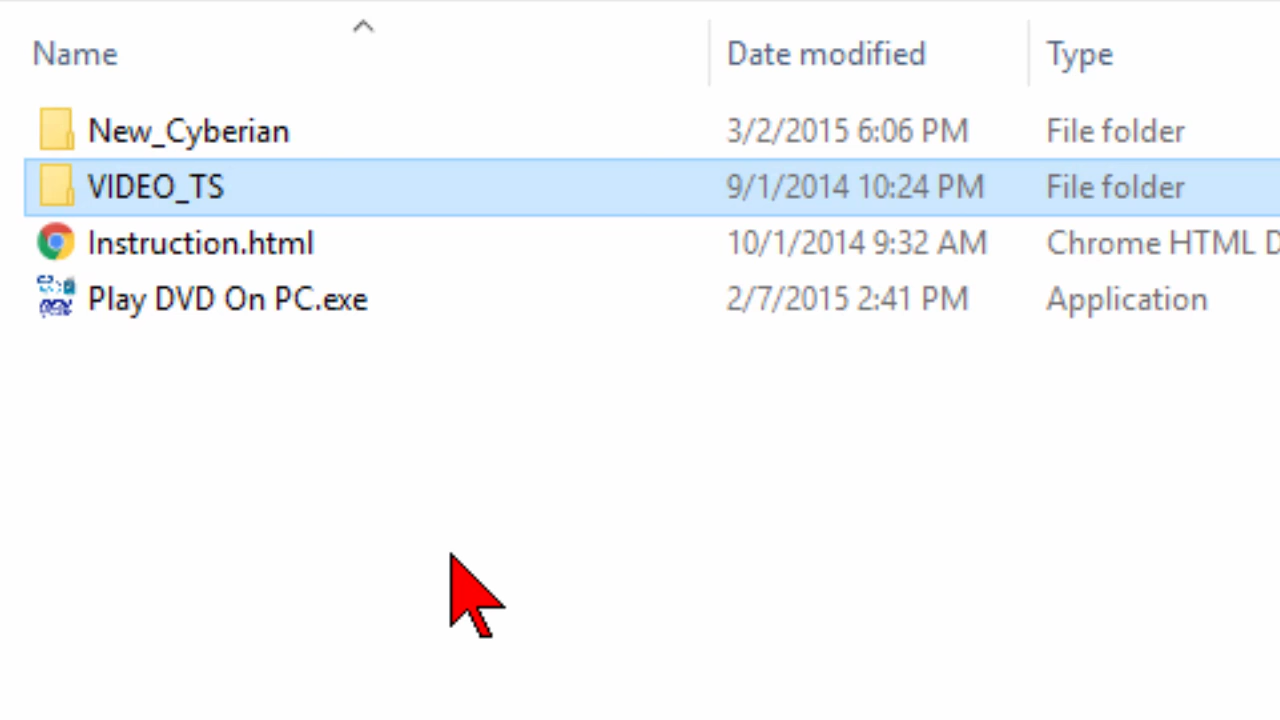 Name Date modified Type
New_Cyberian 3/2/2015 6:06 PM File folder
VIDEO_TS 9/1/2014 10:24 PM File folder
Instruction.html 10/1/2014 9:32 AM Chrome HTML D
Play DVD On PC.exe 2/7/2015 2:41 PM Application